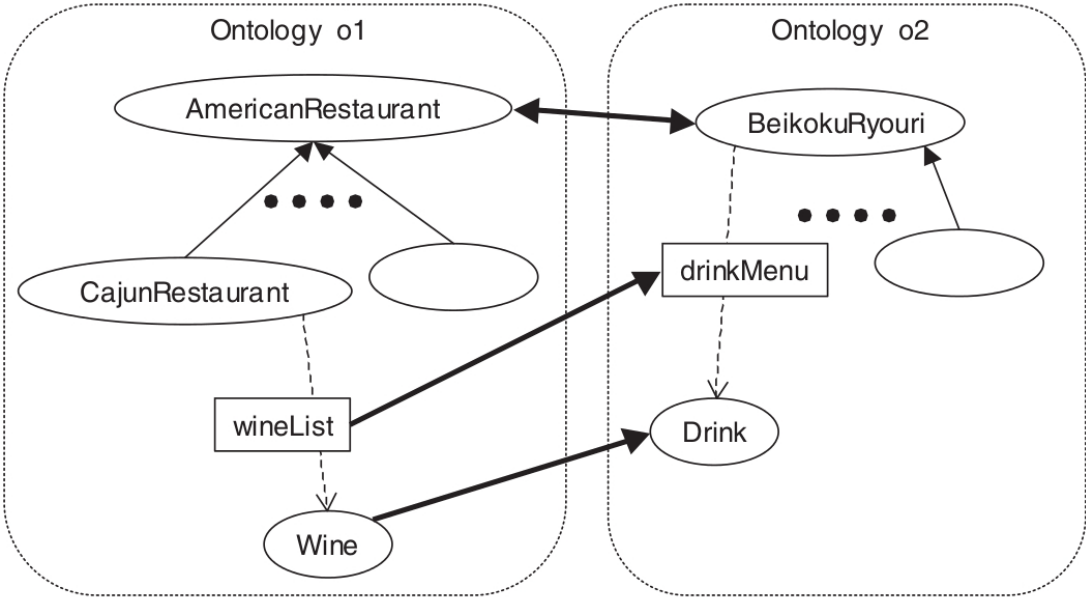 Ontology o1
Ontology o2
AmericanRestaurant
BeikokuRyouri
drinkMenu
CajunRestaurant
wineList
Drink
Wine